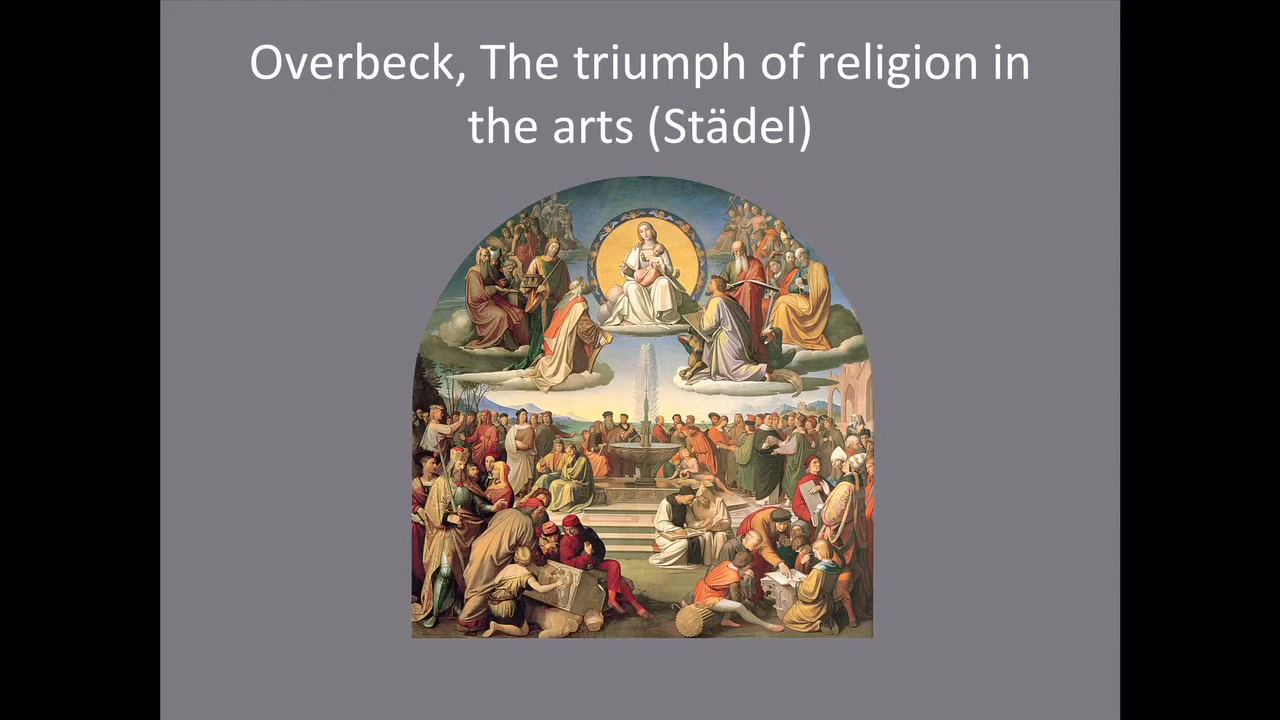 Overbeck, The triumph of religion in
the arts (Städel)